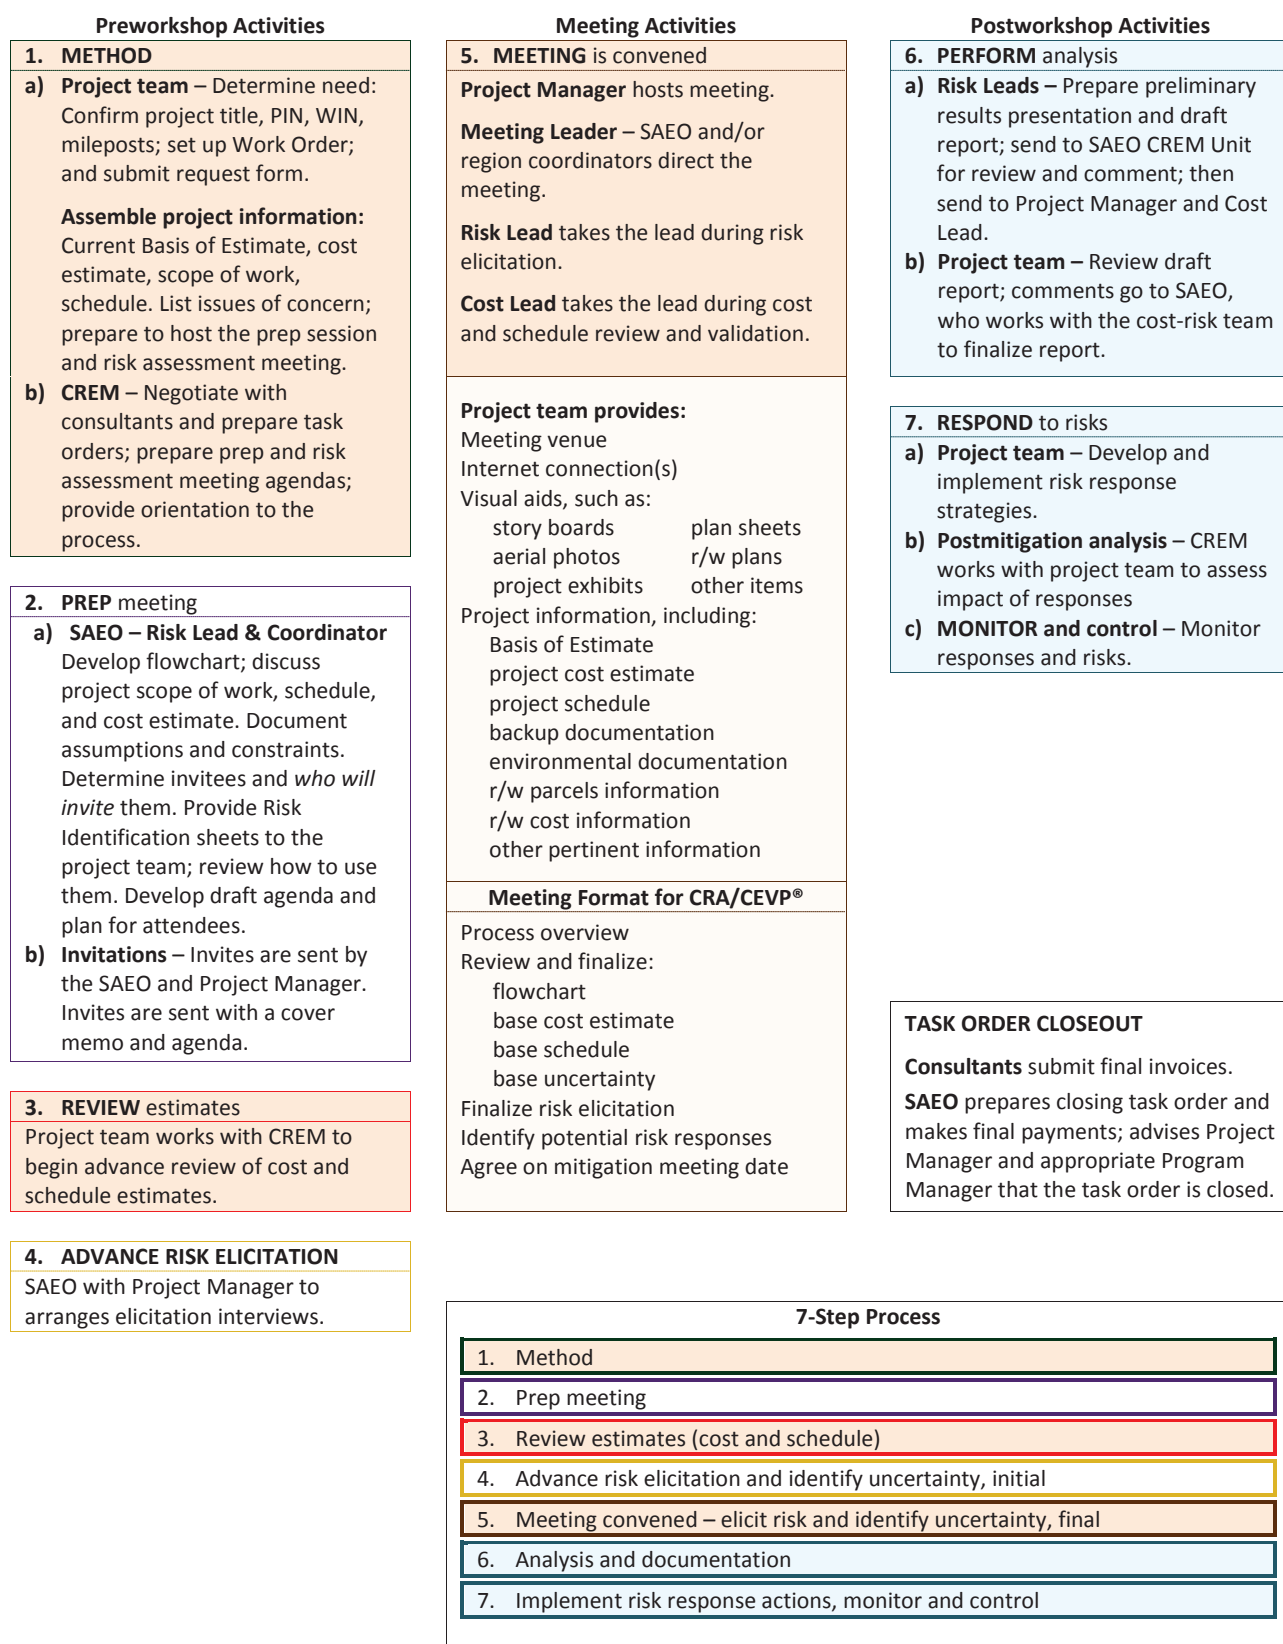 Preworkshop Activities
1. METHOD
a) Project team – Determine need:
Confirm project title, PIN, WIN,
mileposts; set up Work Order;
and submit request form.
Assemble project information:
Current Basis of Estimate, cost
estimate, scope of work,
schedule. List issues of concern;
prepare to host the prep session
and risk assessment meeting.
b) CREM – Negotiate with
consultants and prepare task
orders; prepare prep and risk
assessment meeting agendas;
provide orientation to the
process.
2. PREP meeting
a) SAEO – Risk Lead & Coordinator
Develop flowchart; discuss
project scope of work, schedule,
and cost estimate. Document
assumptions and constraints.
Determine invitees and who will
invite them. Provide Risk
Identification sheets to the
project team; review how to use
them. Develop draft agenda and
plan for attendees.
b) Invitations – Invites are sent by
the SAEO and Project Manager.
Invites are sent with a cover
memo and agenda.
3. REVIEW estimates
Project team works with CREM to
begin advance review of cost and
schedule estimates.
4. ADVANCE RISK ELICITATION
SAEO with Project Manager to
arranges elicitation interviews.
Meeting Activities
5. MEETING is convened
Project Manager hosts meeting.
Meeting Leader – SAEO and/or
region coordinators direct the
meeting.
Risk Lead takes the lead during risk
elicitation.
Cost Lead takes the lead during cost
and schedule review and validation.
Project team provides:
Meeting venue
Internet connection(s)
Visual aids, such as:
story boards plan sheets
aerial photos r/w plans
project exhibits other items
Project information, including:
Basis of Estimate
project cost estimate
project schedule
backup documentation
environmental documentation
r/w parcels information
r/w cost information
other pertinent information
Meeting Format for CRA/CEVP®
Process overview
Review and finalize:
flowchart
base cost estimate
base schedule
base uncertainty
Finalize risk elicitation
Identify potential risk responses
Agree on mitigation meeting date
Postworkshop Activities
6. PERFORM analysis
a) Risk Leads – Prepare preliminary
results presentation and draft
report; send to SAEO CREM Unit
for review and comment; then
send to Project Manager and Cost
Lead.
b) Project team – Review draft
report; comments go to SAEO,
who works with the cost-risk team
to finalize report.
7. RESPOND to risks
a) Project team – Develop and
implement risk response
strategies.
b) Postmitigation analysis – CREM
works with project team to assess
impact of responses
c) MONITOR and control – Monitor
responses and risks.
TASK ORDER CLOSEOUT
Consultants submit final invoices.
SAEO prepares closing task order and
makes final payments; advises Project
Manager and appropriate Program
Manager that the task order is closed.
7-Step Process
1. Method
2. Prep meeting
3. Review estimates (cost and schedule)
4. Advance risk elicitation and identify uncertainty, initial
5. Meeting convened – elicit risk and identify uncertainty, final
6. Analysis and documentation
7. Implement risk response actions, monitor and control